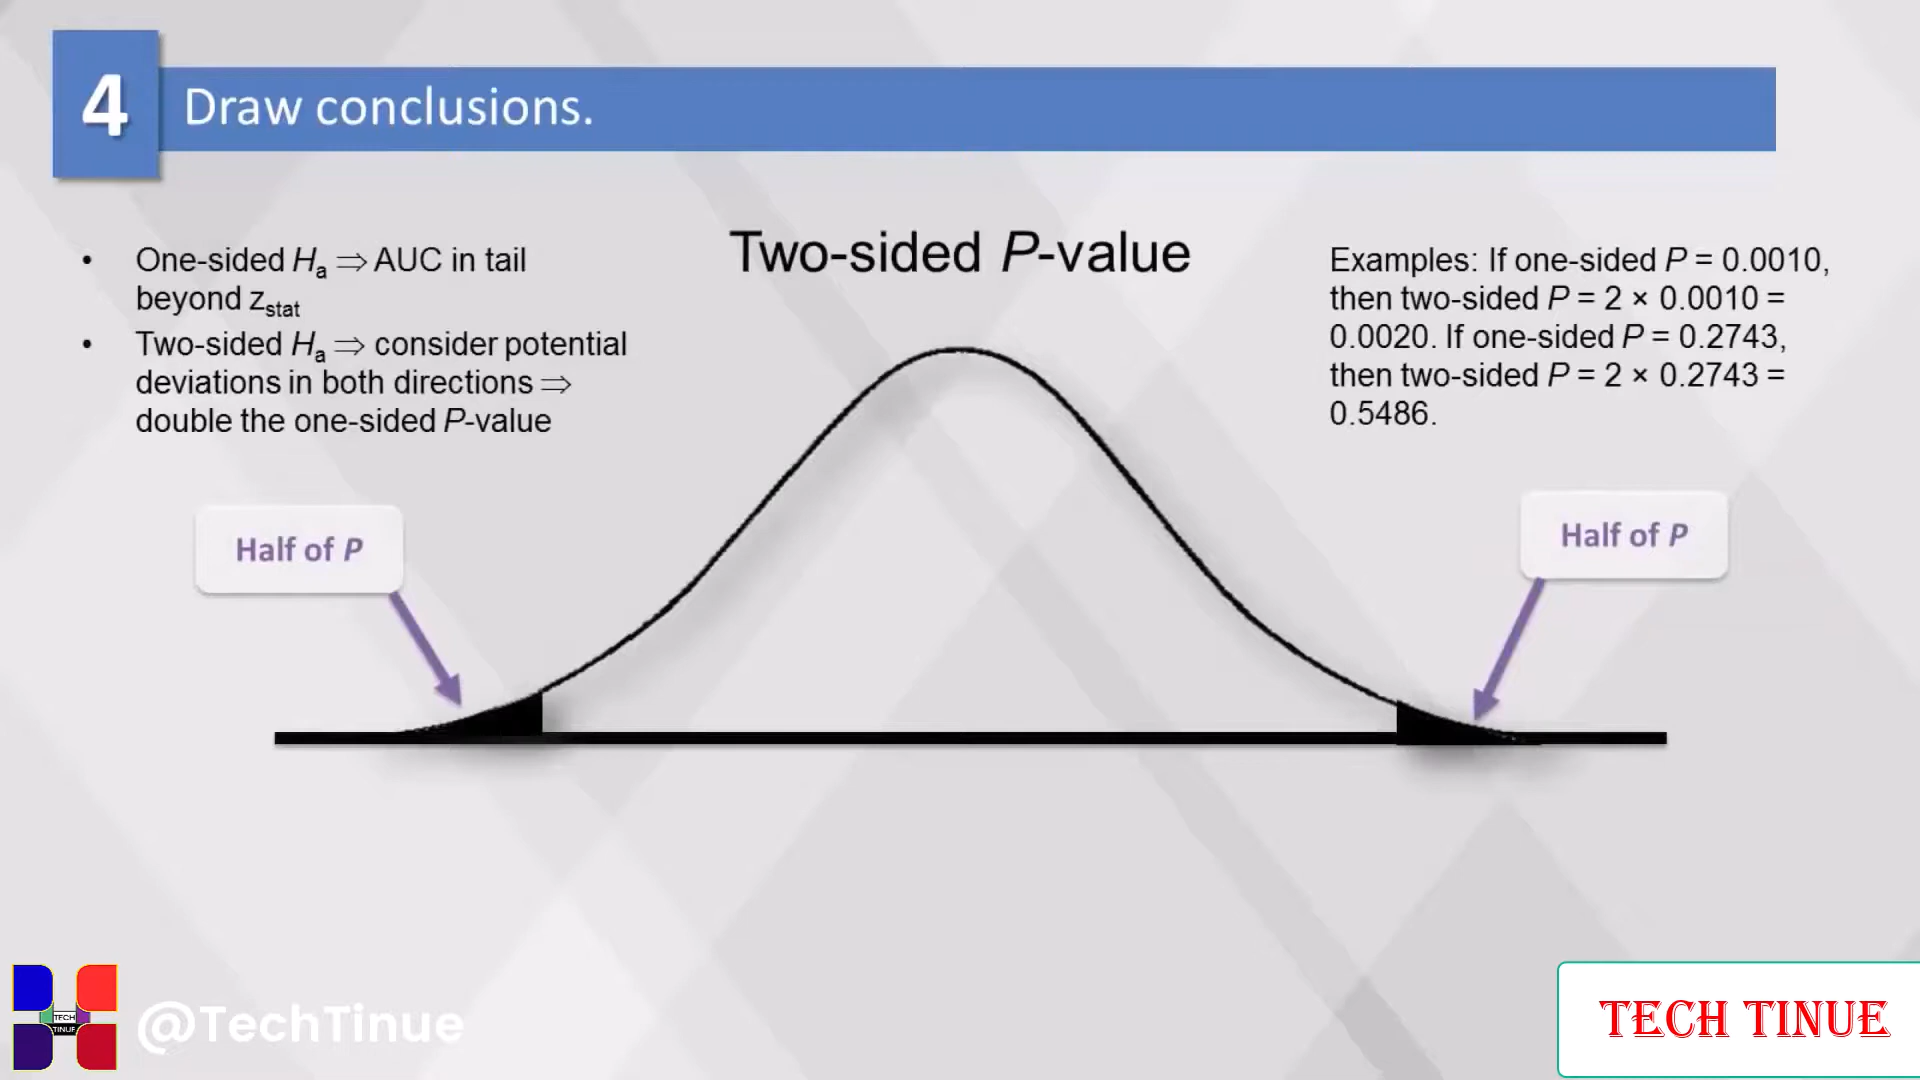 4
Draw conclusions.
• One-sided Hₐ ⇒ AUC in tail
beyond zstat
• Two-sided Hₐ ⇒ consider potential
deviations in both directions ⇒
double the one-sided P-value
Two-sided P-value
Examples: If one-sided P = 0.0010,
then two-sided P = 2 × 0.0010 =
0.0020. If one-sided P = 0.2743,
then two-sided P = 2 × 0.2743 =
0.5486.
Half of P
Half of P
TECH
TINUE
@TechTinue
TECH TINUE